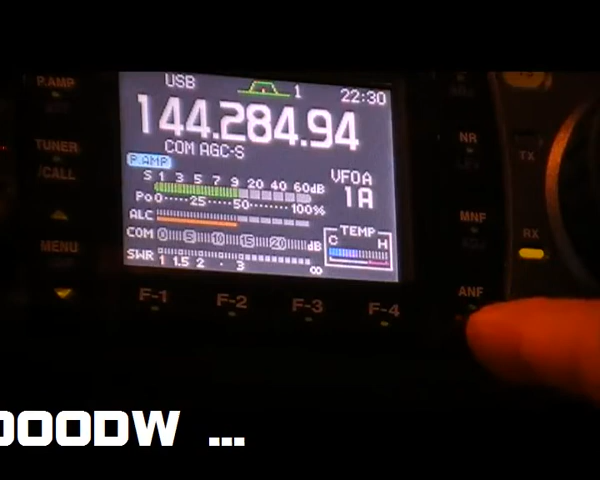 P.AMP
TUNER
/CALL
MENU
USB 1 22:30
144.284.94
COM AGC-S
P.AMP
S 1 3 5 7 9 20 40 60dB
Po 0 25 50 100%
ALC
COM 0 5 10 15 20 dB
SWR 1 1.5 2 3 ∞
VFOA
1A
TEMP
C H
F-1 F-2 F-3 F-4
NR
MNF
ANF
TX
RX
OOODW ...